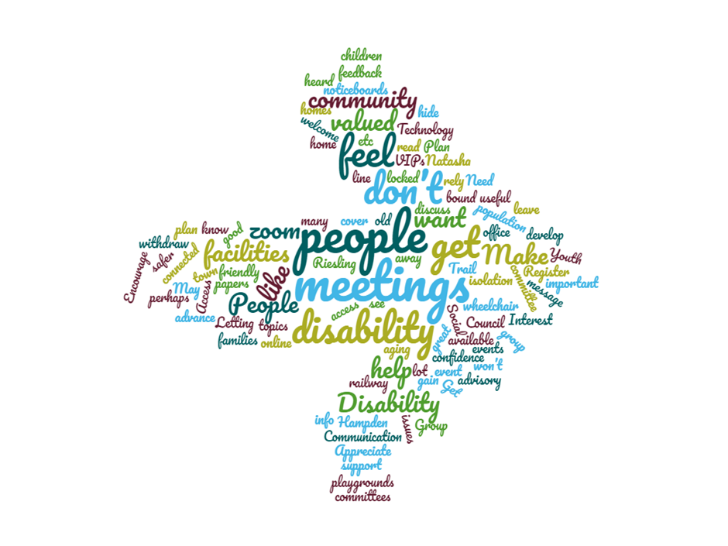 children
feedback
heard
noticeboards
community
homes
hide
valued
welcome
Technology
home
etc
read Plan
feel
VIPs Natasha
line
locked
rely Need
don't
bound useful
discuss
population
leave
many
cover
old
want
office
develop
plan
know
good
zoom
people
get
Make
Youth
withdraw
safer
connected
facilities
Riesling
away
Trail
Register
committee
Encourage
town
friendly
like
meetings
isolation
message
important
May
Access
papers
perhaps
People
access
see
wheelchair
advance
Letting topics
disability
Social
Council
Interest
families
online
great
available
group
aging
confidence
events
help
lot
event
won't
railway
gain
Get
advisory
Disability
info Hampden
issues
Group
Communication
Appreciate
support
playgrounds
committees